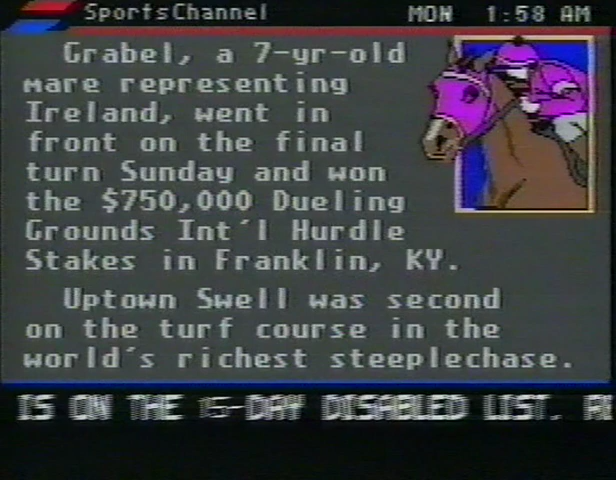 SportsChannel MON 1:58 AM
Grabel, a 7-yr-old
mare representing
Ireland, went in
front on the final
turn Sunday and won
the $750,000 Dueling
Grounds Int'l Hurdle
Stakes in Franklin, KY.
Uptown Swell was second
on the turf course in the
world's richest steeplechase.
IS ON THE 15-DAY DISABLED LIST.